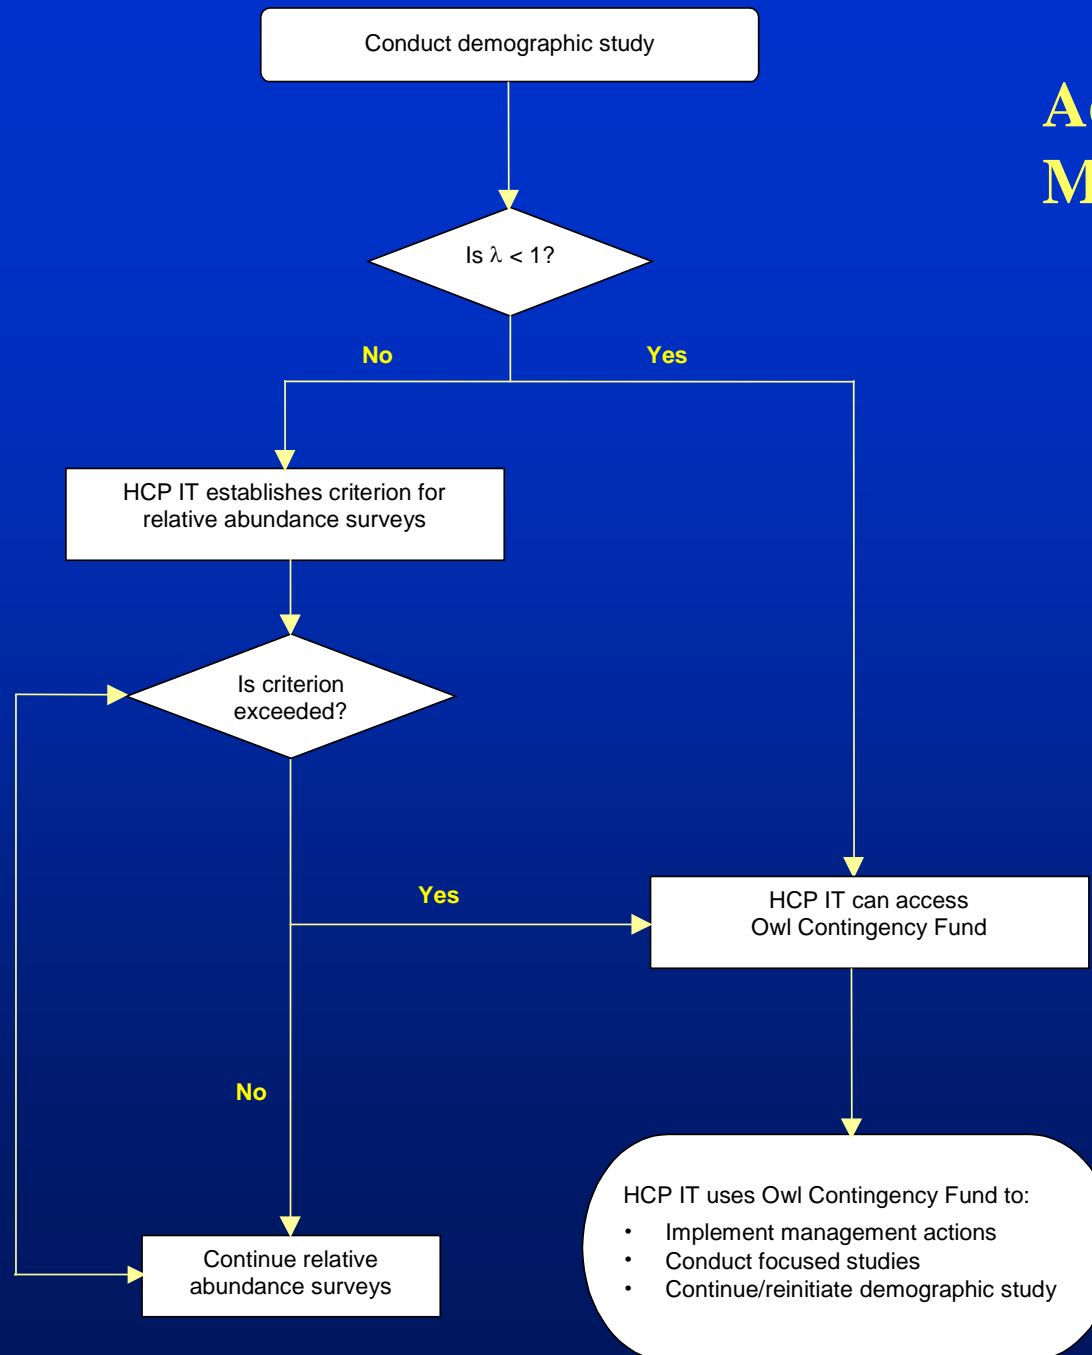 Conduct demographic study
Is λ < 1?
No
Yes
HCP IT establishes criterion for
relative abundance surveys
Is criterion
exceeded?
Yes
HCP IT can access
Owl Contingency Fund
No
Continue relative
abundance surveys
HCP IT uses Owl Contingency Fund to:
• Implement management actions
• Conduct focused studies
• Continue/reinitiate demographic study